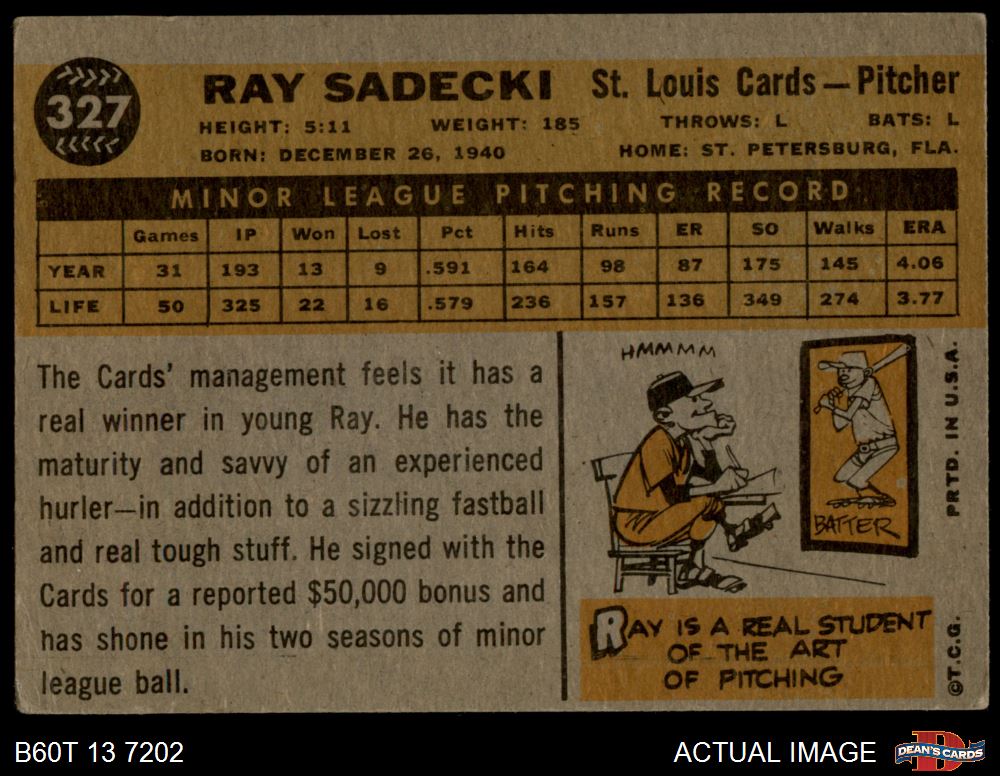 327
RAY SADECKI St. Louis Cards—Pitcher
HEIGHT: 5:11 WEIGHT: 185 THROWS: L BATS: L
BORN: DECEMBER 26, 1940 HOME: ST. PETERSBURG, FLA.
MINOR LEAGUE PITCHING RECORD
Games IP Won Lost Pct Hits Runs ER SO Walks ERA
YEAR 31 193 13 9 .591 164 98 87 175 145 4.06
LIFE 50 325 22 16 .579 236 157 136 349 274 3.77
The Cards' management feels it has a
real winner in young Ray. He has the
maturity and savvy of an experienced
hurler—in addition to a sizzling fastball
and real tough stuff. He signed with the
Cards for a reported $50,000 bonus and
has shone in his two seasons of minor
league ball.
HMMMMM
BATTER
RAY IS A REAL STUDENT
OF THE ART
OF PITCHING
PRTD. IN U.S.A.
©T.C.G.
B60T 13 7202
ACTUAL IMAGE
D
DEAN'S CARDS